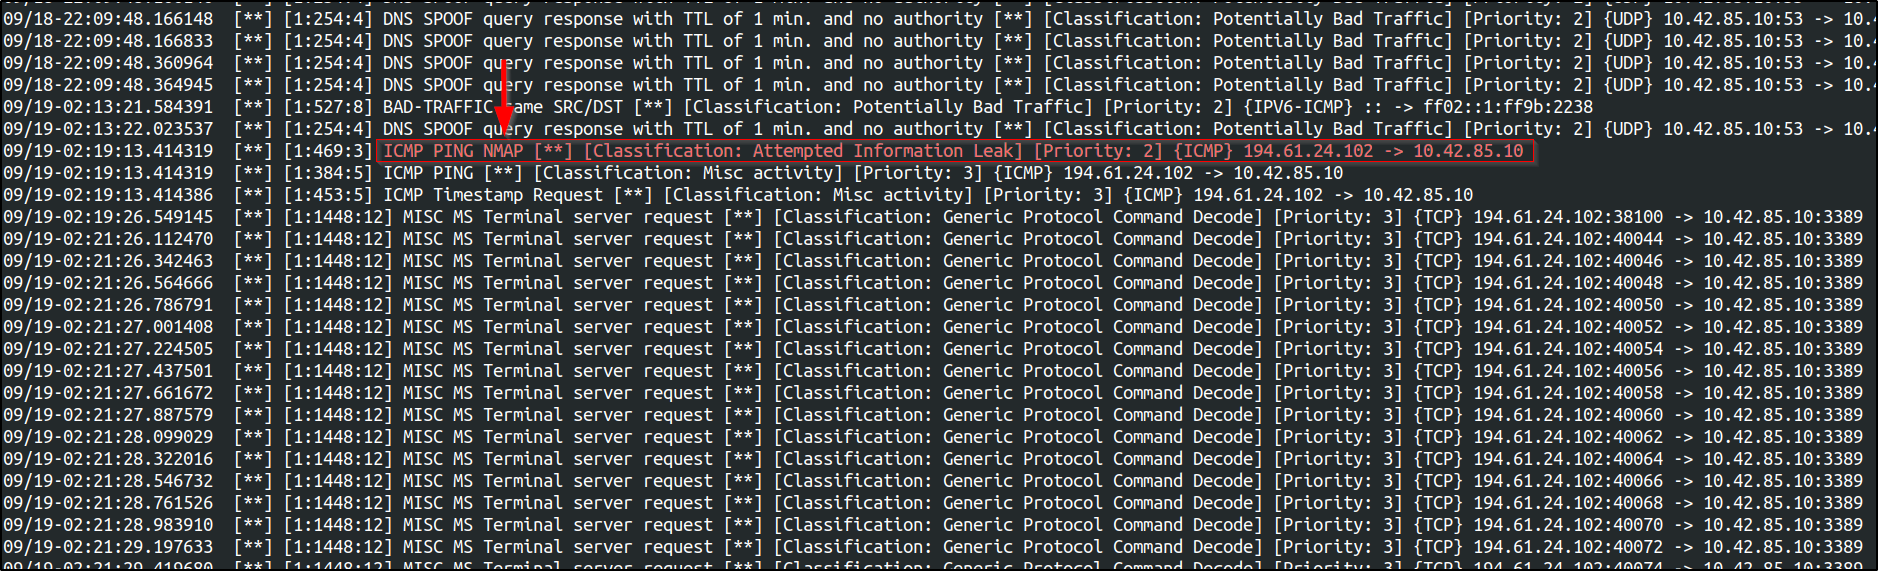 09/18-22:09:48.166148  [**] [1:254:4] DNS SPOOF query response with TTL of 1 min. and no authority [**] [Classification: Potentially Bad Traffic] [Priority: 2] {UDP} 10.42.85.10:53 -> 10.4
09/18-22:09:48.166833  [**] [1:254:4] DNS SPOOF query response with TTL of 1 min. and no authority [**] [Classification: Potentially Bad Traffic] [Priority: 2] {UDP} 10.42.85.10:53 -> 10.4
09/18-22:09:48.360964  [**] [1:254:4] DNS SPOOF query response with TTL of 1 min. and no authority [**] [Classification: Potentially Bad Traffic] [Priority: 2] {UDP} 10.42.85.10:53 -> 10.4
09/18-22:09:48.364945  [**] [1:254:4] DNS SPOOF query response with TTL of 1 min. and no authority [**] [Classification: Potentially Bad Traffic] [Priority: 2] {UDP} 10.42.85.10:53 -> 10.4
09/19-02:13:21.584391  [**] [1:527:8] BAD-TRAFFIC same SRC/DST [**] [Classification: Potentially Bad Traffic] [Priority: 2] {IPV6-ICMP} :: -> ff02::1:ff9b:2238
09/19-02:13:22.023537  [**] [1:254:4] DNS SPOOF query response with TTL of 1 min. and no authority [**] [Classification: Potentially Bad Traffic] [Priority: 2] {UDP} 10.42.85.10:53 -> 10.4
09/19-02:19:13.414319  [**] [1:469:3] ICMP PING NMAP [**] [Classification: Attempted Information Leak] [Priority: 2] {ICMP} 194.61.24.102 -> 10.42.85.10
09/19-02:19:13.414319  [**] [1:384:5] ICMP PING [**] [Classification: Misc activity] [Priority: 3] {ICMP} 194.61.24.102 -> 10.42.85.10
09/19-02:19:13.414386  [**] [1:453:5] ICMP Timestamp Request [**] [Classification: Misc activity] [Priority: 3] {ICMP} 194.61.24.102 -> 10.42.85.10
09/19-02:19:26.549145  [**] [1:1448:12] MISC MS Terminal server request [**] [Classification: Generic Protocol Command Decode] [Priority: 3] {TCP} 194.61.24.102:38100 -> 10.42.85.10:3389
09/19-02:21:26.112470  [**] [1:1448:12] MISC MS Terminal server request [**] [Classification: Generic Protocol Command Decode] [Priority: 3] {TCP} 194.61.24.102:40044 -> 10.42.85.10:3389
09/19-02:21:26.342463  [**] [1:1448:12] MISC MS Terminal server request [**] [Classification: Generic Protocol Command Decode] [Priority: 3] {TCP} 194.61.24.102:40046 -> 10.42.85.10:3389
09/19-02:21:26.564666  [**] [1:1448:12] MISC MS Terminal server request [**] [Classification: Generic Protocol Command Decode] [Priority: 3] {TCP} 194.61.24.102:40048 -> 10.42.85.10:3389
09/19-02:21:26.786791  [**] [1:1448:12] MISC MS Terminal server request [**] [Classification: Generic Protocol Command Decode] [Priority: 3] {TCP} 194.61.24.102:40050 -> 10.42.85.10:3389
09/19-02:21:27.001408  [**] [1:1448:12] MISC MS Terminal server request [**] [Classification: Generic Protocol Command Decode] [Priority: 3] {TCP} 194.61.24.102:40052 -> 10.42.85.10:3389
09/19-02:21:27.224505  [**] [1:1448:12] MISC MS Terminal server request [**] [Classification: Generic Protocol Command Decode] [Priority: 3] {TCP} 194.61.24.102:40054 -> 10.42.85.10:3389
09/19-02:21:27.437501  [**] [1:1448:12] MISC MS Terminal server request [**] [Classification: Generic Protocol Command Decode] [Priority: 3] {TCP} 194.61.24.102:40056 -> 10.42.85.10:3389
09/19-02:21:27.661672  [**] [1:1448:12] MISC MS Terminal server request [**] [Classification: Generic Protocol Command Decode] [Priority: 3] {TCP} 194.61.24.102:40058 -> 10.42.85.10:3389
09/19-02:21:27.887579  [**] [1:1448:12] MISC MS Terminal server request [**] [Classification: Generic Protocol Command Decode] [Priority: 3] {TCP} 194.61.24.102:40060 -> 10.42.85.10:3389
09/19-02:21:28.099029  [**] [1:1448:12] MISC MS Terminal server request [**] [Classification: Generic Protocol Command Decode] [Priority: 3] {TCP} 194.61.24.102:40062 -> 10.42.85.10:3389
09/19-02:21:28.322016  [**] [1:1448:12] MISC MS Terminal server request [**] [Classification: Generic Protocol Command Decode] [Priority: 3] {TCP} 194.61.24.102:40064 -> 10.42.85.10:3389
09/19-02:21:28.546732  [**] [1:1448:12] MISC MS Terminal server request [**] [Classification: Generic Protocol Command Decode] [Priority: 3] {TCP} 194.61.24.102:40066 -> 10.42.85.10:3389
09/19-02:21:28.761526  [**] [1:1448:12] MISC MS Terminal server request [**] [Classification: Generic Protocol Command Decode] [Priority: 3] {TCP} 194.61.24.102:40068 -> 10.42.85.10:3389
09/19-02:21:28.983910  [**] [1:1448:12] MISC MS Terminal server request [**] [Classification: Generic Protocol Command Decode] [Priority: 3] {TCP} 194.61.24.102:40070 -> 10.42.85.10:3389
09/19-02:21:29.197633  [**] [1:1448:12] MISC MS Terminal server request [**] [Classification: Generic Protocol Command Decode] [Priority: 3] {TCP} 194.61.24.102:40072 -> 10.42.85.10:3389